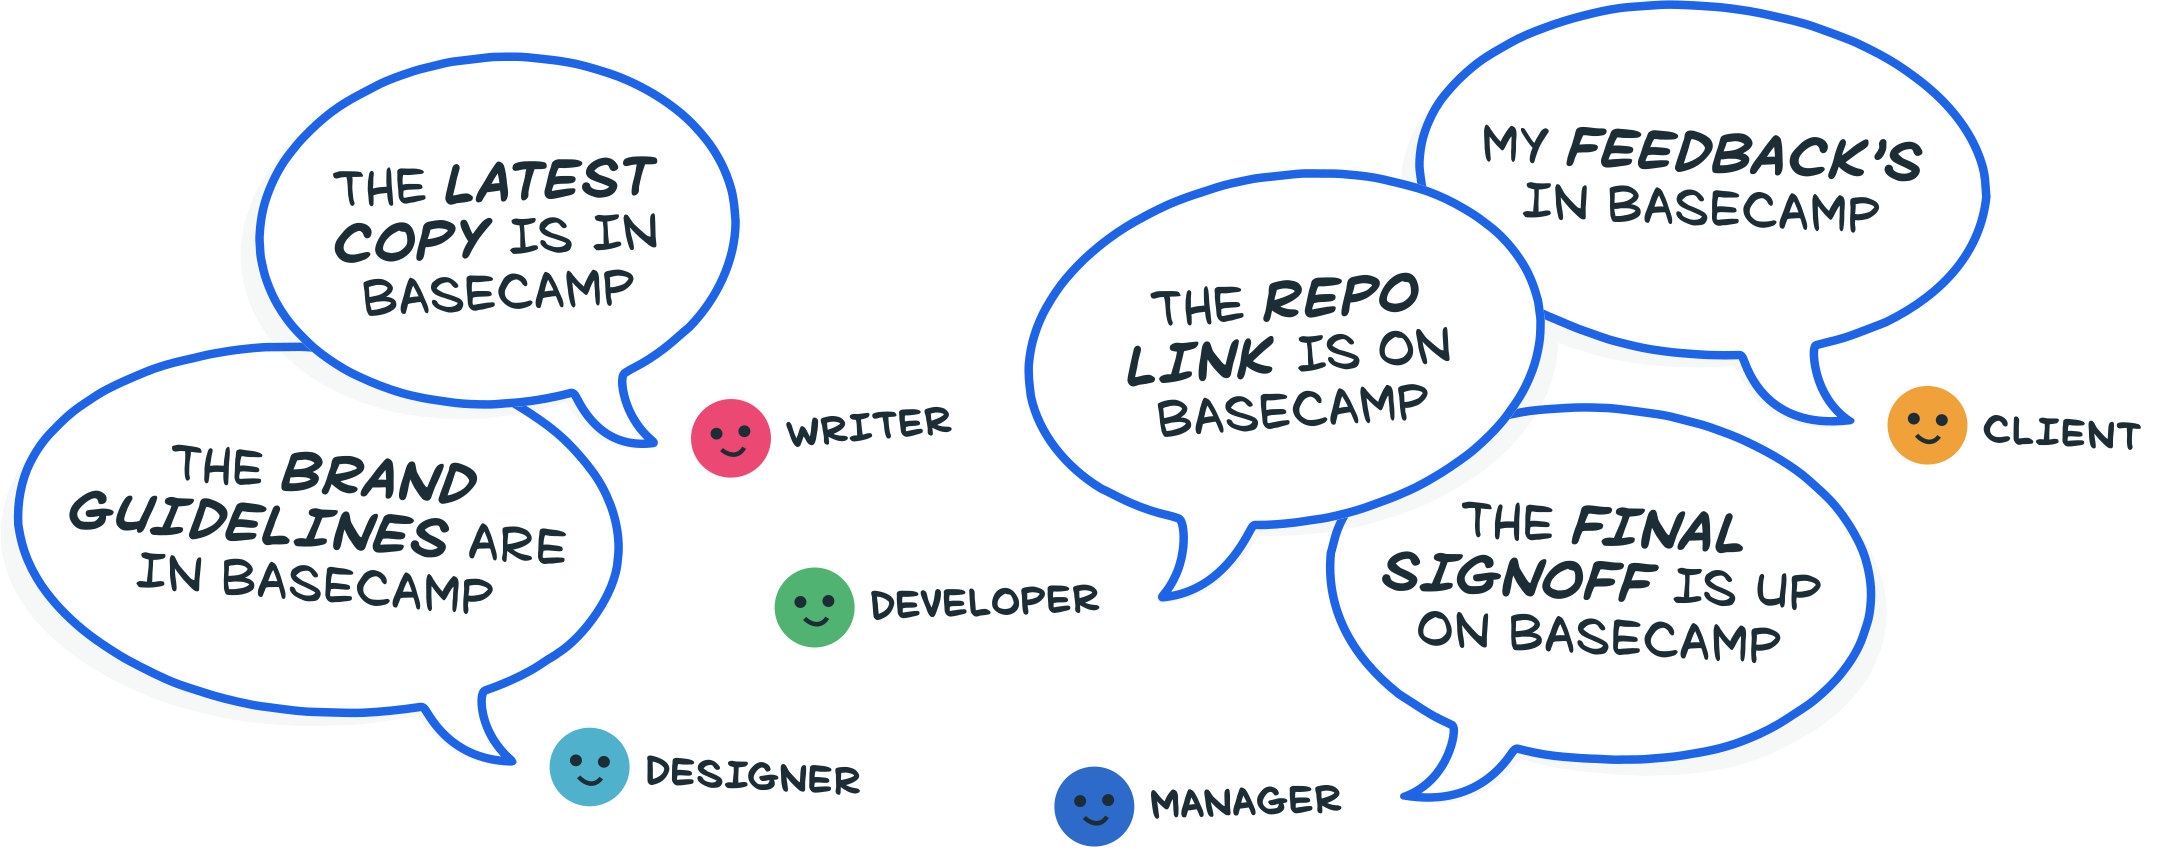 THE LATEST
COPY IS IN
BASECAMP
WRITER
THE BRAND
GUIDELINES ARE
IN BASECAMP
DESIGNER
THE REPO
LINK IS ON
BASECAMP
DEVELOPER
MY FEEDBACK'S
IN BASECAMP
CLIENT
THE FINAL
SIGNOFF IS UP
ON BASECAMP
MANAGER